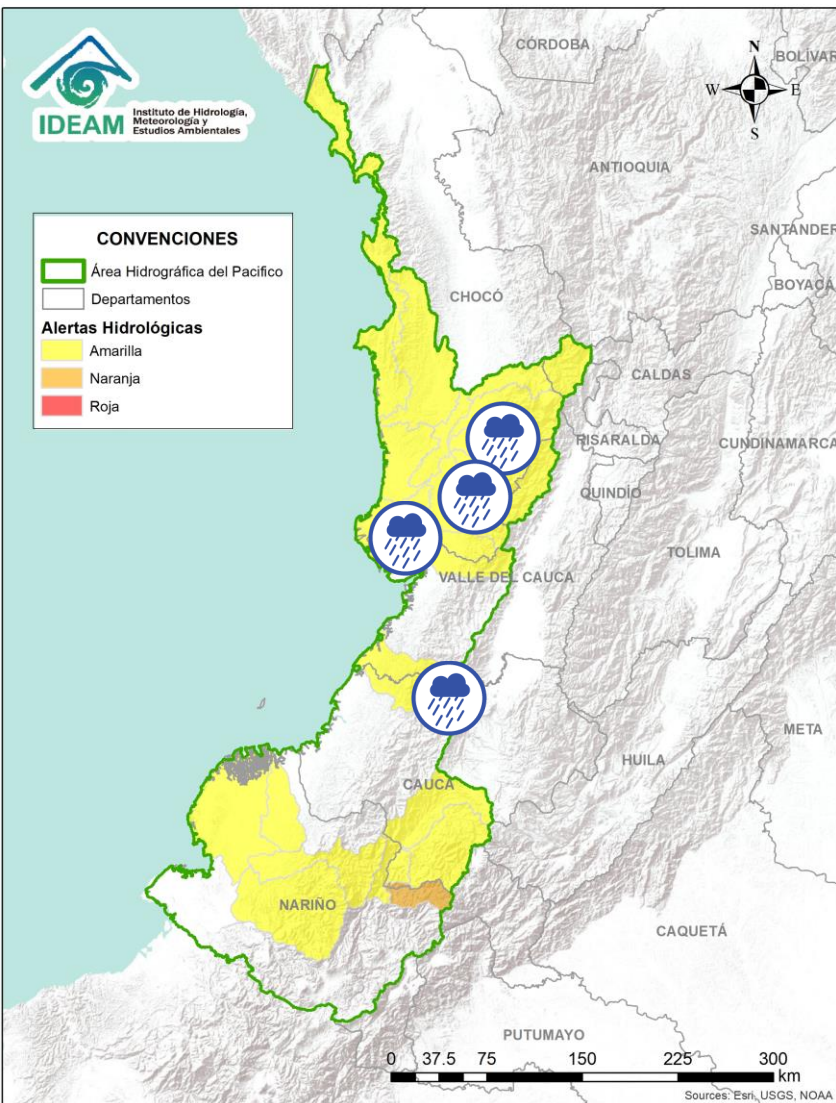 IDEAM
Instituto de Hidrología,
Meteorología y
Estudios Ambientales
CÓRDOBA
BOLÍVAR
N
W E
S
ANTIOQUIA
SANTANDER
CONVENCIONES
Área Hidrográfica del Pacifico
Departamentos
Alertas Hidrológicas
Amarilla
Naranja
Roja
BOYACÁ
CHOCÓ
CALDAS
RISARALDA
CUNDINAMARCA
QUINDÍO
TOLIMA
VALLE DEL CAUCA
META
HUILA
CAUCA
NARIÑO
CAQUETÁ
PUTUMAYO
0 37.5 75 150 225 300
km
Sources: Esri, USGS, NOAA